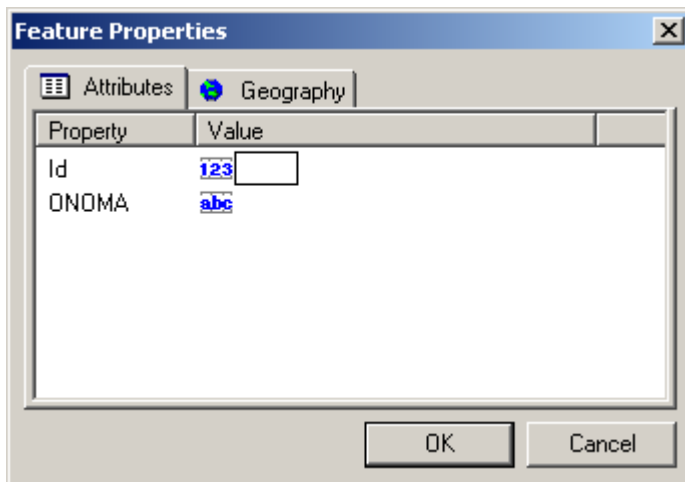 Feature Properties
Attributes Geography
Property Value
Id 123
ONOMA abc
OK Cancel